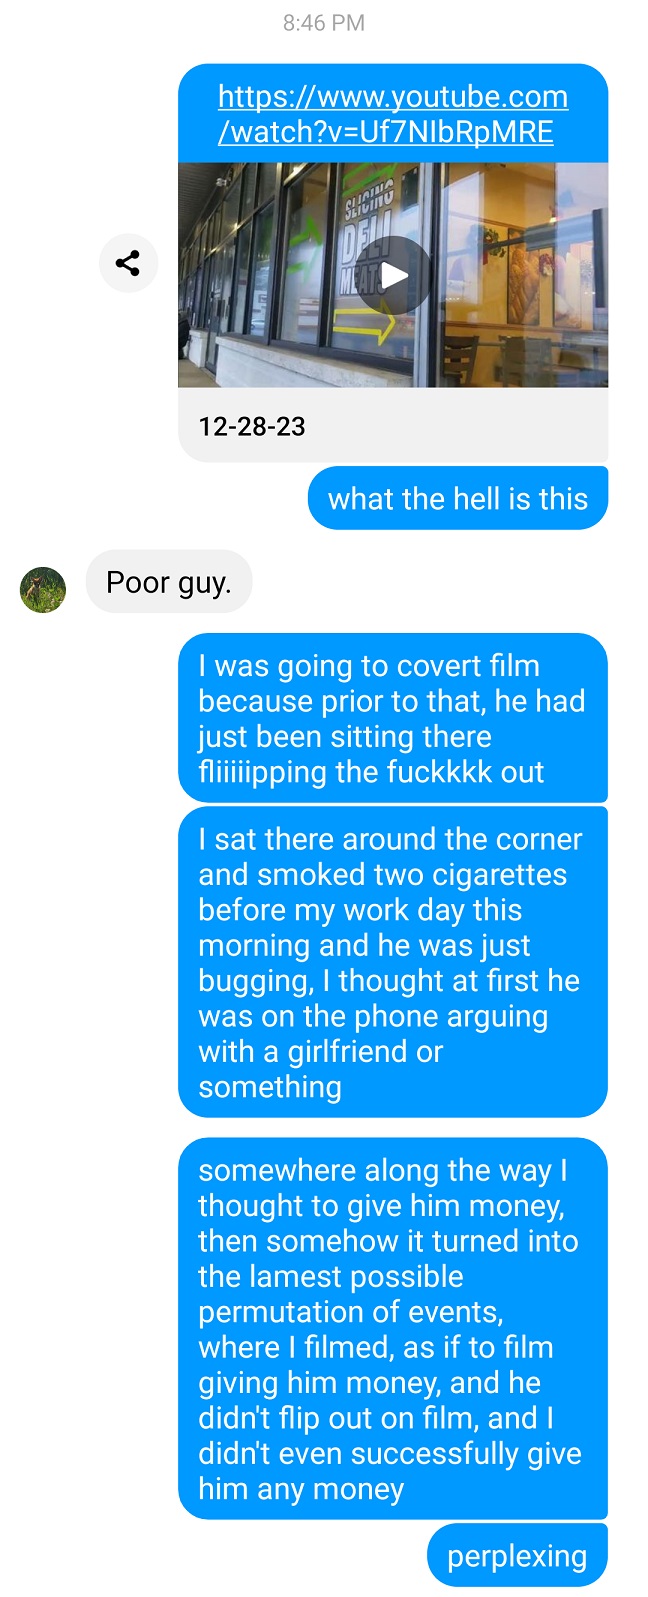 8:46 PM
https://www.youtube.com
/watch?v=Uf7NIbRpMRE
SLICING
DELI
MEATS
12-28-23
what the hell is this
Poor guy.
I was going to covert film
because prior to that, he had
just been sitting there
fliiiiipping the fuckkkk out
I sat there around the corner
and smoked two cigarettes
before my work day this
morning and he was just
bugging, I thought at first he
was on the phone arguing
with a girlfriend or
something
somewhere along the way I
thought to give him money,
then somehow it turned into
the lamest possible
permutation of events,
where I filmed, as if to film
giving him money, and he
didn't flip out on film, and I
didn't even successfully give
him any money
perplexing